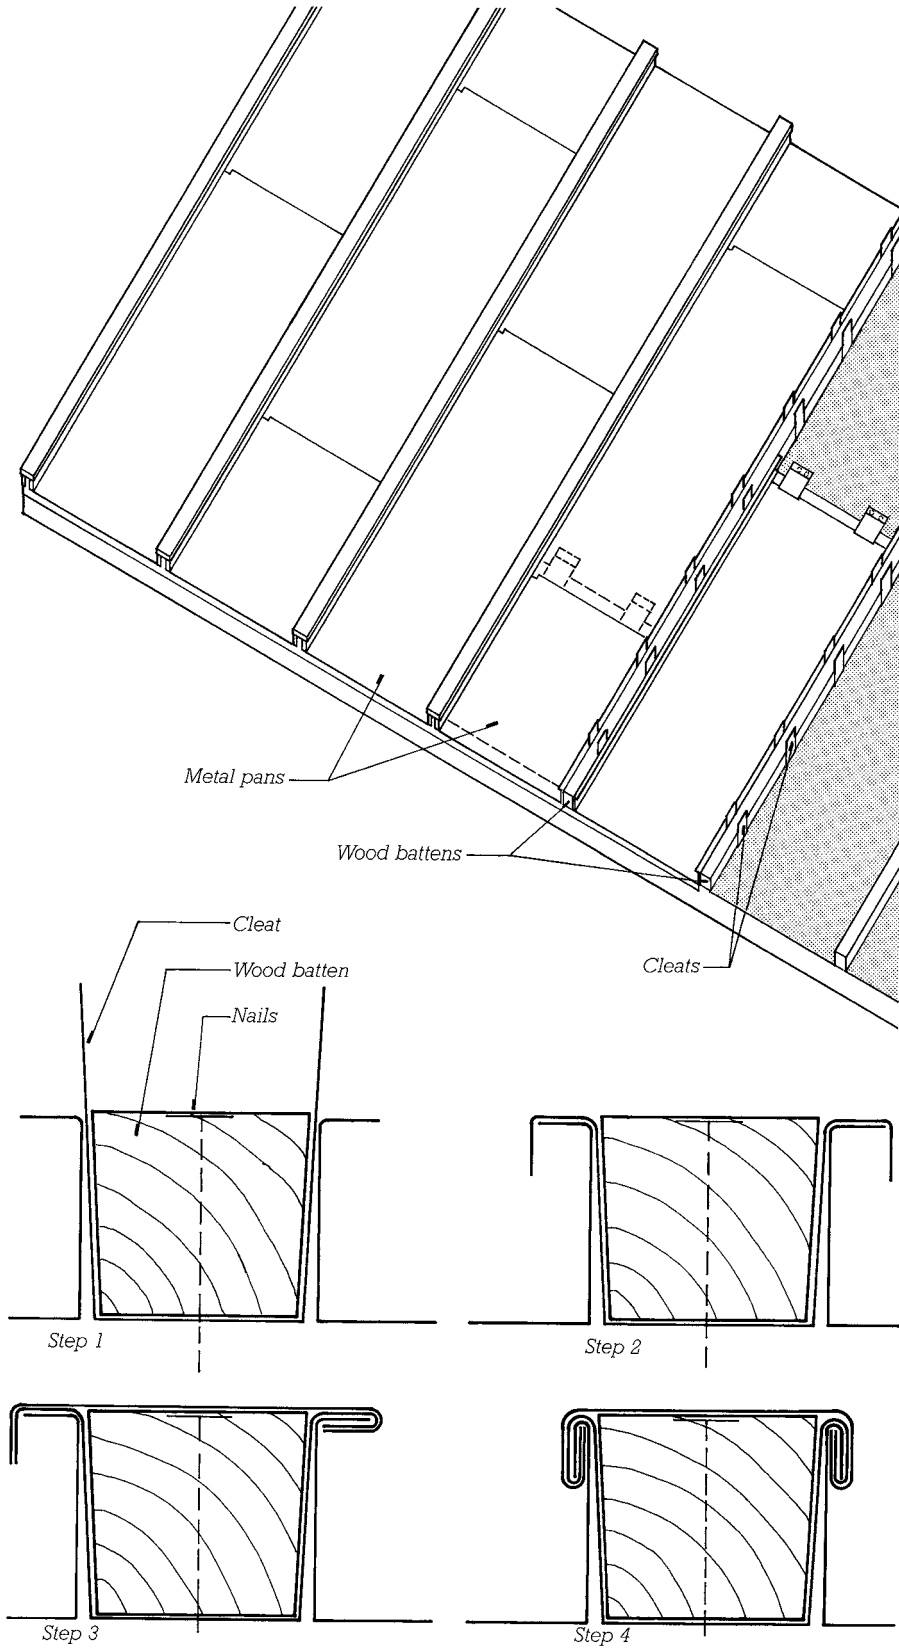 Metal pans
Wood battens
Cleats
Cleat
Wood batten
Nails
Step 1
Step 2
Step 3
Step 4